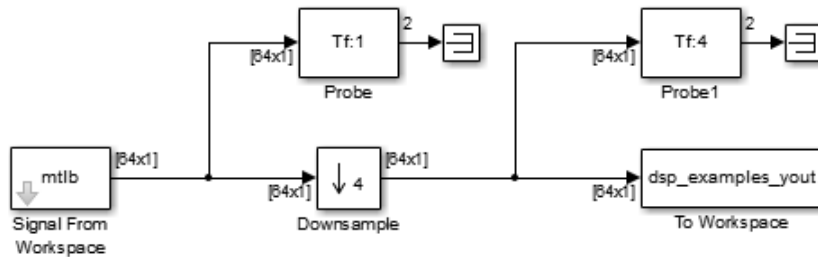 Tf:1
2
[64x1]
Probe
Tf:4
2
[64x1]
Probe1
mtlb
[64x1]
Signal From
Workspace
[64x1]
4
[64x1]
Downsample
[64x1]
dsp_examples_yout
To Workspace